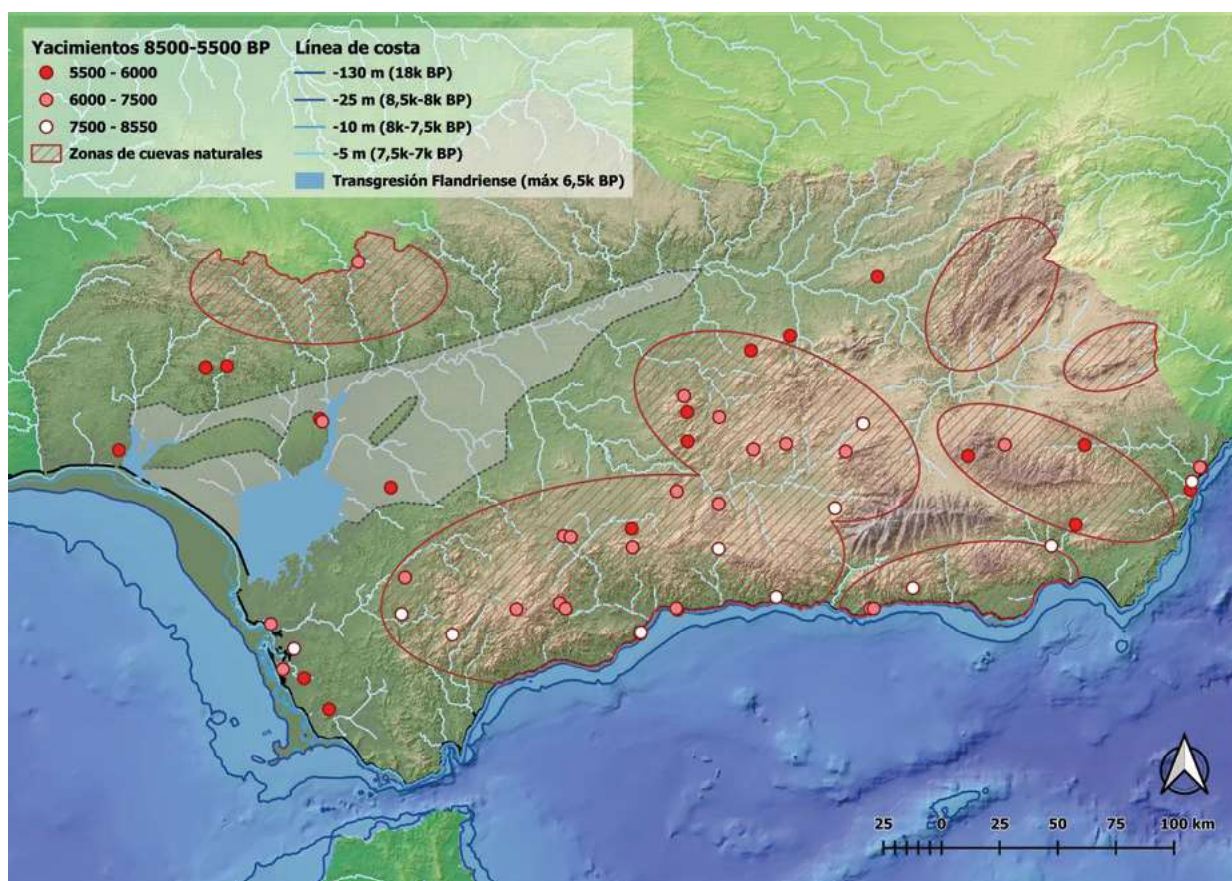 Yacimientos 8500-5500 BP
5500 - 6000
6000 - 7500
7500 - 8550
Zonas de cuevas naturales
Línea de costa
-130 m (18k BP)
-25 m (8,5k-8k BP)
-10 m (8k-7,5k BP)
-5 m (7,5k-7k BP)
Transgresión Flandriense (máx 6,5k BP)
25 0 25 50 75 100 km